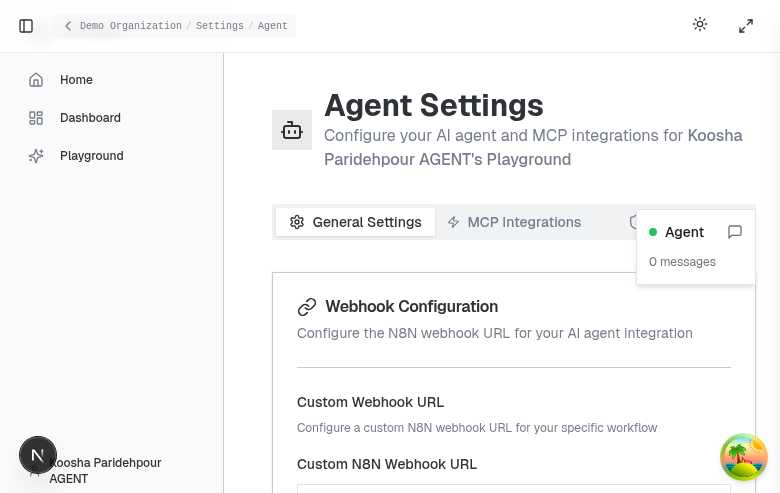 Demo Organization / Settings / Agent
Home
Dashboard
Playground
Agent Settings
Configure your AI agent and MCP integrations for Koosha
Paridehpour AGENT's Playground
General Settings
MCP Integrations
Agent
0 messages
Webhook Configuration
Configure the N8N webhook URL for your AI agent integration
Custom Webhook URL
Configure a custom N8N webhook URL for your specific workflow
Custom N8N Webhook URL
N
Koosha Paridehpour
AGENT